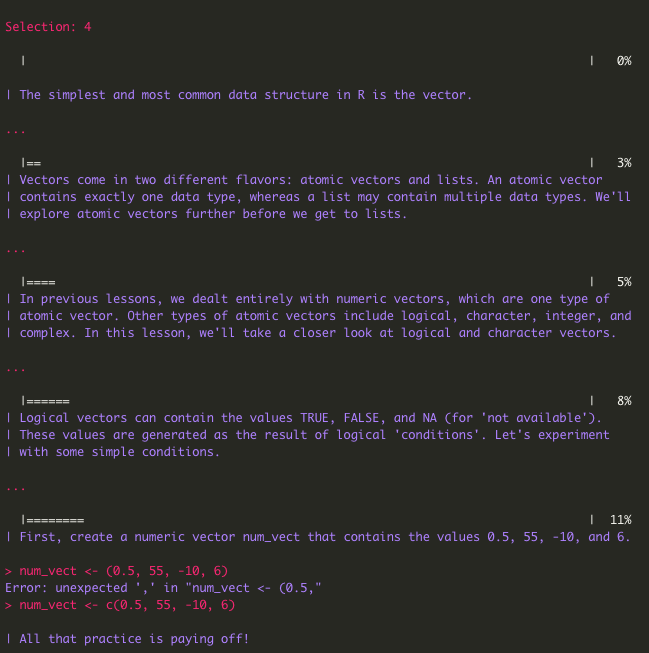 Selection: 4
|                                                                              |   0%
| The simplest and most common data structure in R is the vector.
...
|==                                                                            |   3%
| Vectors come in two different flavors: atomic vectors and lists. An atomic vector
| contains exactly one data type, whereas a list may contain multiple data types. We'll
| explore atomic vectors further before we get to lists.
...
|====                                                                          |   5%
| In previous lessons, we dealt entirely with numeric vectors, which are one type of
| atomic vector. Other types of atomic vectors include logical, character, integer, and
| complex. In this lesson, we'll take a closer look at logical and character vectors.
...
|======                                                                        |   8%
| Logical vectors can contain the values TRUE, FALSE, and NA (for 'not available').
| These values are generated as the result of logical 'conditions'. Let's experiment
| with some simple conditions.
...
|========                                                                      |  11%
| First, create a numeric vector num_vect that contains the values 0.5, 55, -10, and 6.
> num_vect <- (0.5, 55, -10, 6)
Error: unexpected ',' in "num_vect <- (0.5,"
> num_vect <- c(0.5, 55, -10, 6)
| All that practice is paying off!